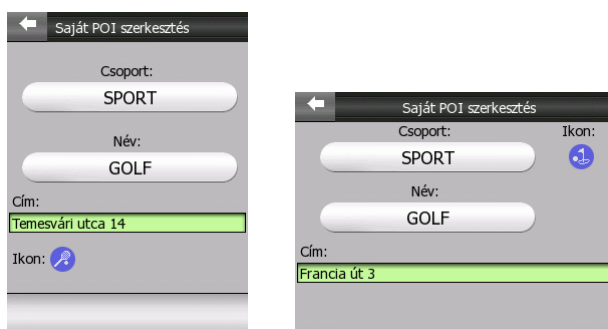 Saját POI szerkesztés
Csoport:
SPORT
Név:
GOLF
Cím:
Temesvári utca 14
Ikon:
Saját POI szerkesztés
Csoport:
Ikon:
SPORT
Név:
GOLF
Cím:
Francia út 3